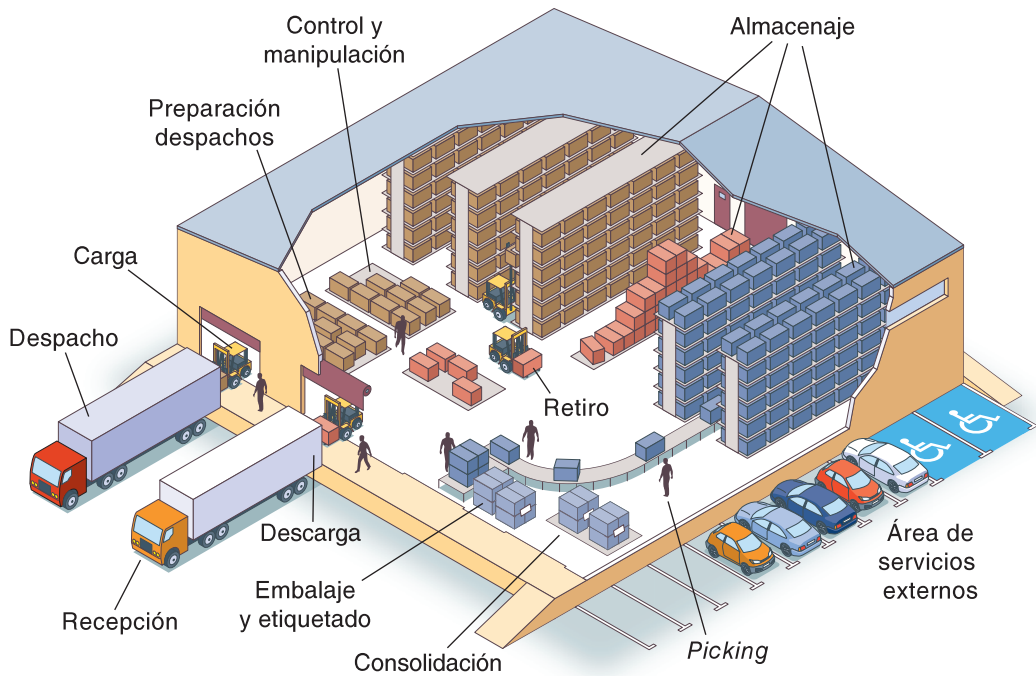 Control y
manipulación
Almacenaje
Preparación
despachos
Carga
Despacho
Retiro
Descarga
Recepción
Embalaje
y etiquetado
Consolidación
Picking
Área de
servicios
externos